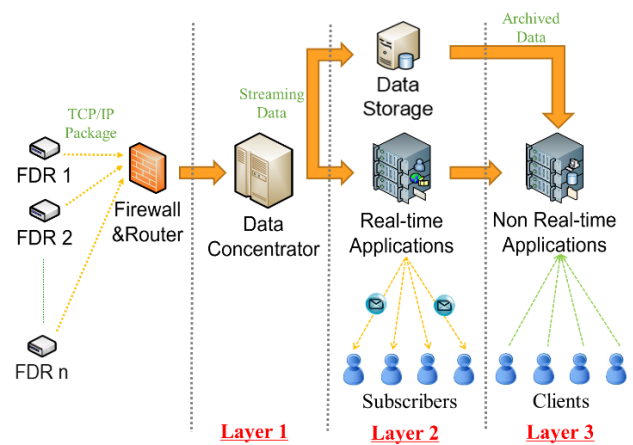 Archived
Data
Streaming
Data
Data
Storage
TCP/IP
Package
FDR 1
FDR 2
FDR n
Firewall
&Router
Data
Concentrator
Real-time
Applications
Non Real-time
Applications
Subscribers
Clients
Layer 1
Layer 2
Layer 3